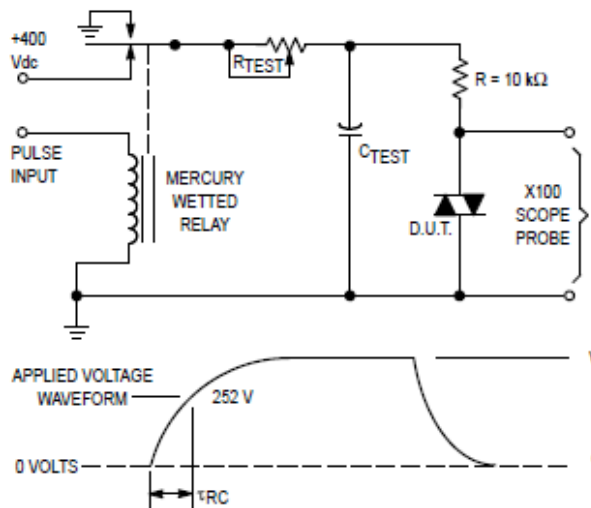 +400
Vdc
RTEST
R = 10 kΩ
PULSE
INPUT
MERCURY
WETTED
RELAY
CTEST
D.U.T.
X100
SCOPE
PROBE
APPLIED VOLTAGE
WAVEFORM
252 V
0 VOLTS
τRC